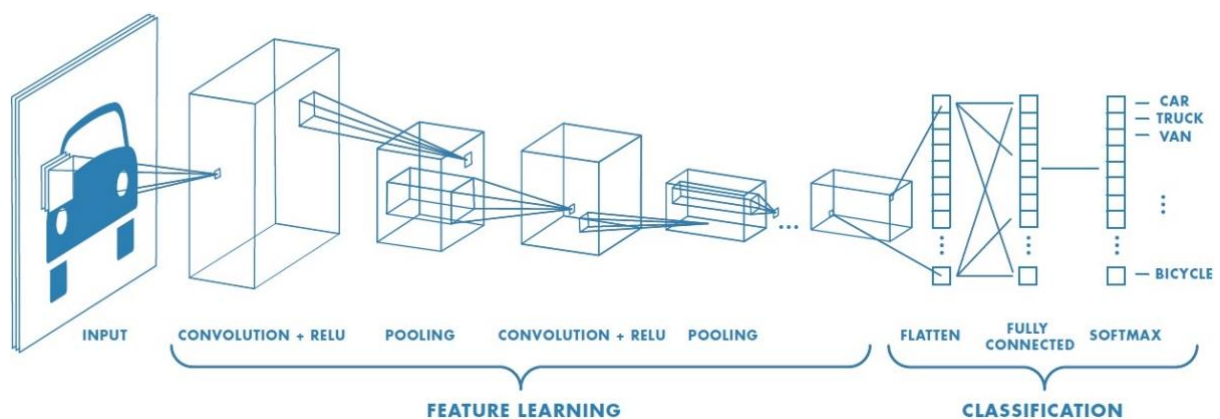 CAR
TRUCK
VAN
BICYCLE
INPUT
CONVOLUTION + RELU
POOLING
CONVOLUTION + RELU
POOLING
FLATTEN
FULLY
CONNECTED
SOFTMAX
FEATURE LEARNING
CLASSIFICATION